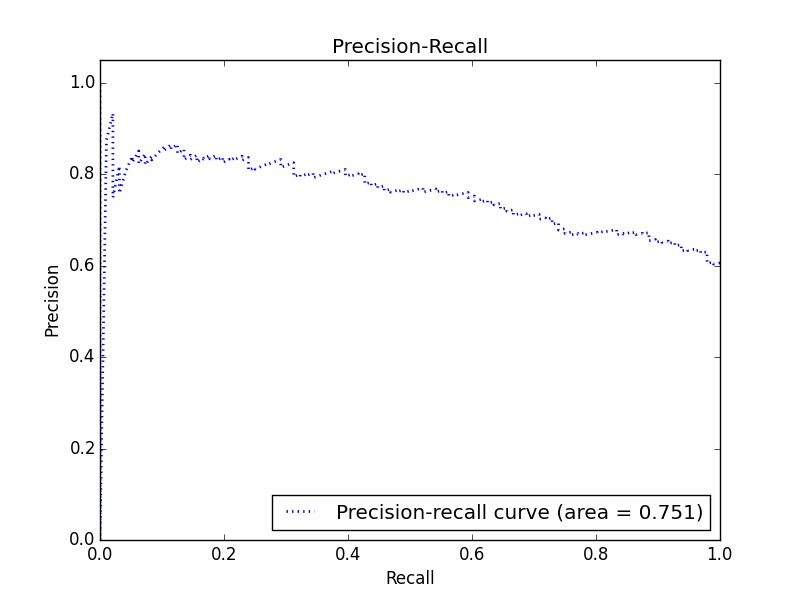 Precision-Recall
1.0
0.8
0.6
0.4
0.2
0.0
Precision
0.0 0.2 0.4 0.6 0.8 1.0
Recall
Precision-recall curve (area = 0.751)